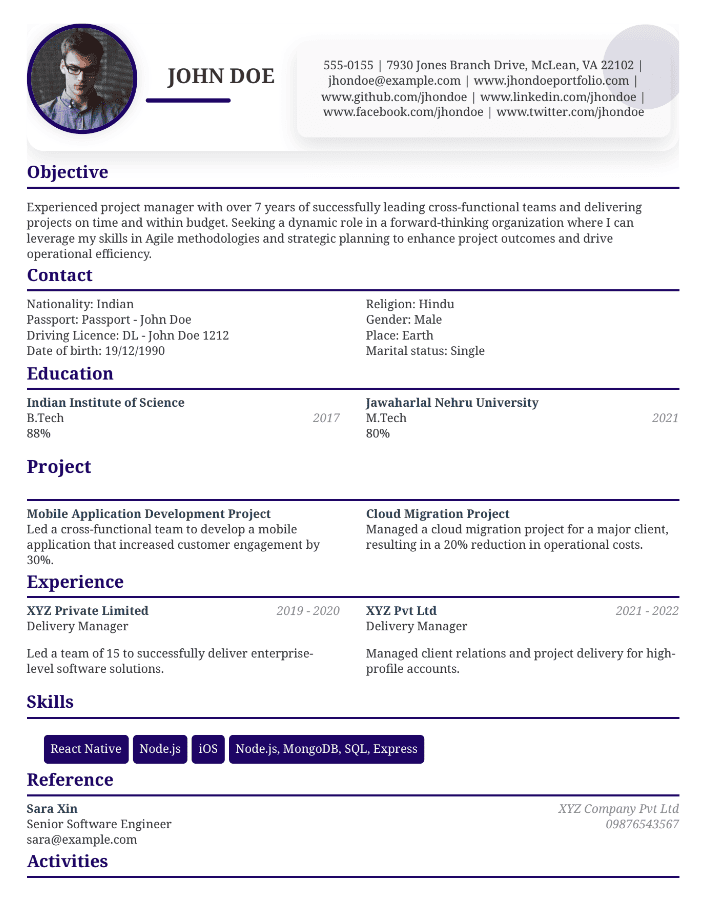 JOHN DOE
555-0155 | 7930 Jones Branch Drive, McLean, VA 22102 |
jhondoe@example.com | www.jhondoeportfolio.com |
www.github.com/jhondoe | www.linkedin.com/jhondoe |
www.facebook.com/jhondoe | www.twitter.com/jhondoe
Objective
Experienced project manager with over 7 years of successfully leading cross-functional teams and delivering
projects on time and within budget. Seeking a dynamic role in a forward-thinking organization where I can
leverage my skills in Agile methodologies and strategic planning to enhance project outcomes and drive
operational efficiency.
Contact
Nationality: Indian
Passport: Passport - John Doe
Driving Licence: DL - John Doe 1212
Date of birth: 19/12/1990
Religion: Hindu
Gender: Male
Place: Earth
Marital status: Single
Education
Indian Institute of Science
B.Tech 2017
88%
Jawaharlal Nehru University
M.Tech 2021
80%
Project
Mobile Application Development Project
Led a cross-functional team to develop a mobile
application that increased customer engagement by
30%.
Cloud Migration Project
Managed a cloud migration project for a major client,
resulting in a 20% reduction in operational costs.
Experience
XYZ Private Limited 2019 - 2020
Delivery Manager
Led a team of 15 to successfully deliver enterprise-
level software solutions.
XYZ Pvt Ltd 2021 - 2022
Delivery Manager
Managed client relations and project delivery for high-
profile accounts.
Skills
React Native Node.js iOS Node.js, MongoDB, SQL, Express
Reference
Sara Xin XYZ Company Pvt Ltd
Senior Software Engineer 09876543567
sara@example.com
Activities